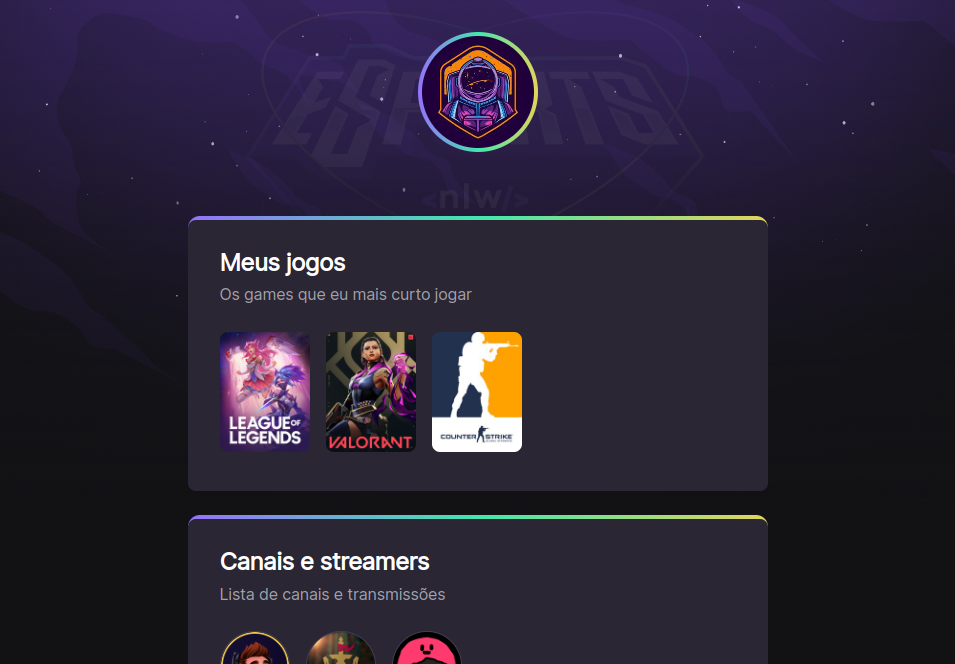 ESPORTS
<nlw/>
Meus jogos
Os games que eu mais curto jogar
LEAGUE OF
LEGENDS
VALORANT
COUNTER STRIKE
Canais e streamers
Lista de canais e transmissões